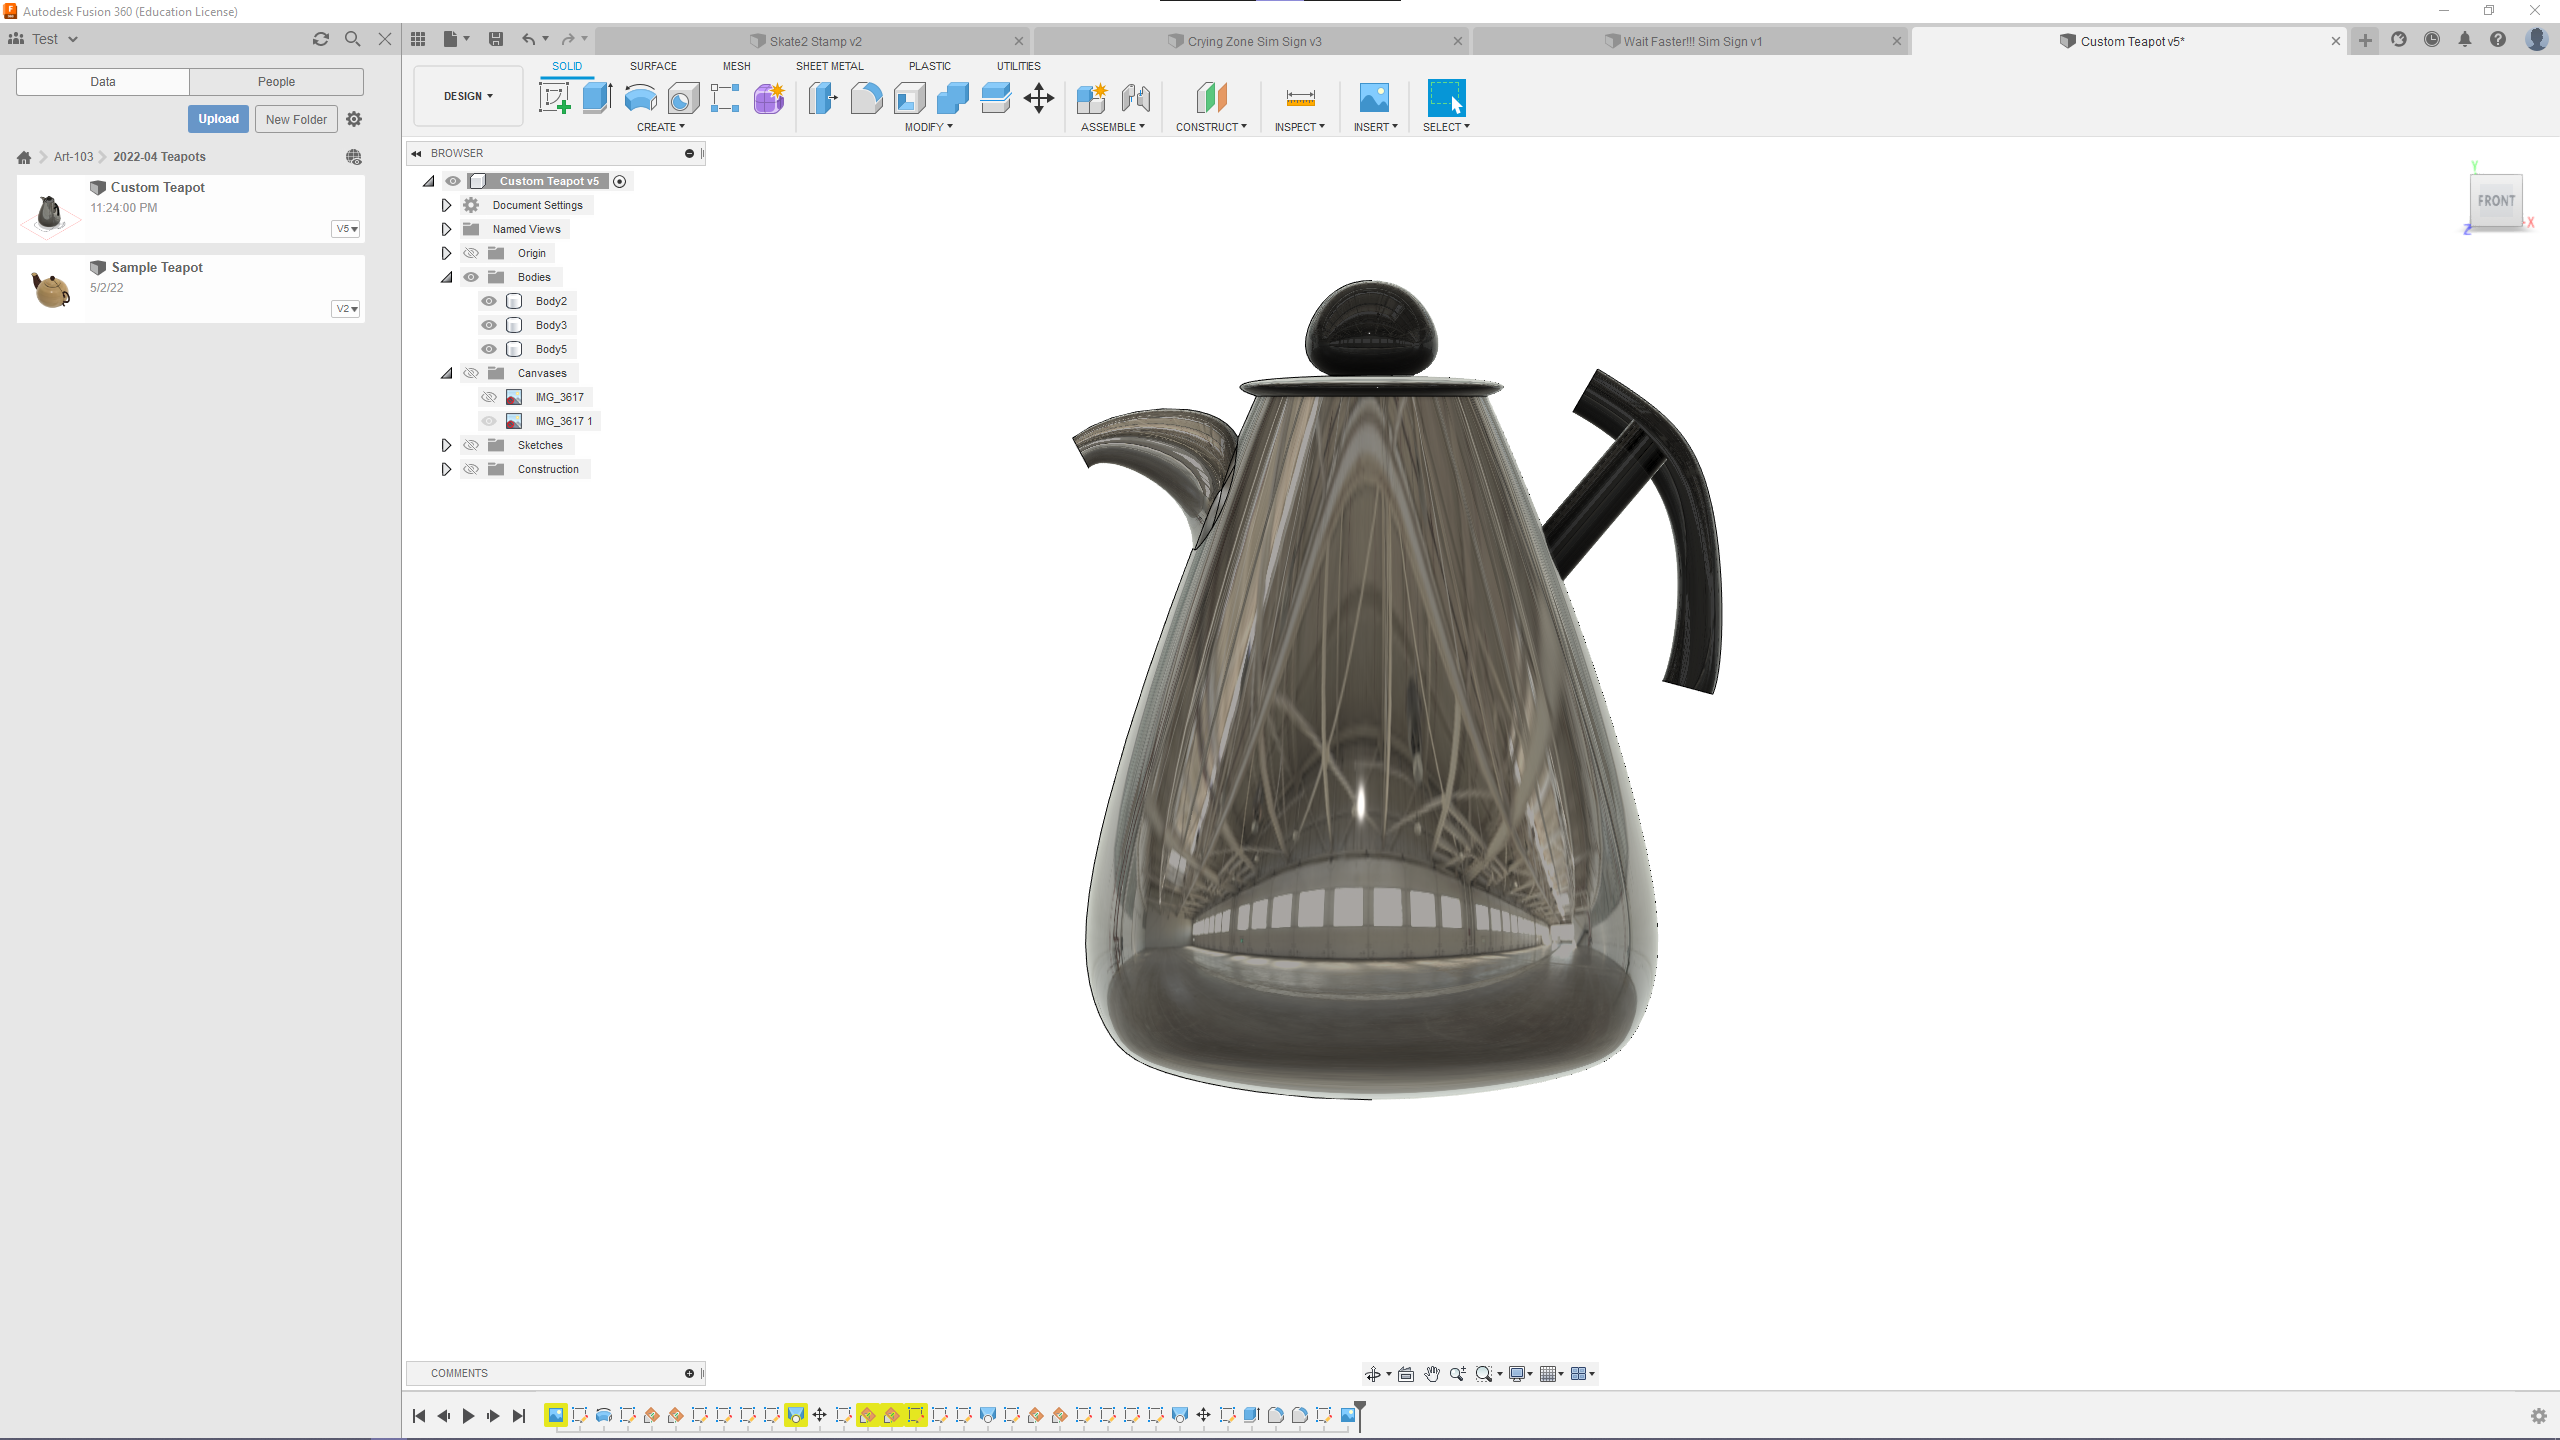 Autodesk Fusion 360 (Education License)
Test
Skate2 Stamp v2
Crying Zone Sim Sign v3
Wait Faster!!! Sim Sign v1
Custom Teapot v5*
Data
People
Upload
New Folder
Art-103
2022-04 Teapots
Custom Teapot
11:24:00 PM
V5
Sample Teapot
5/2/22
V2
DESIGN
SOLID
SURFACE
MESH
SHEET METAL
PLASTIC
UTILITIES
CREATE
MODIFY
ASSEMBLE
CONSTRUCT
INSPECT
INSERT
SELECT
BROWSER
Custom Teapot v5
Document Settings
Named Views
Origin
Bodies
Body2
Body3
Body5
Canvases
IMG_3617
IMG_3617 1
Sketches
Construction
Y
FRONT
X
Z
COMMENTS